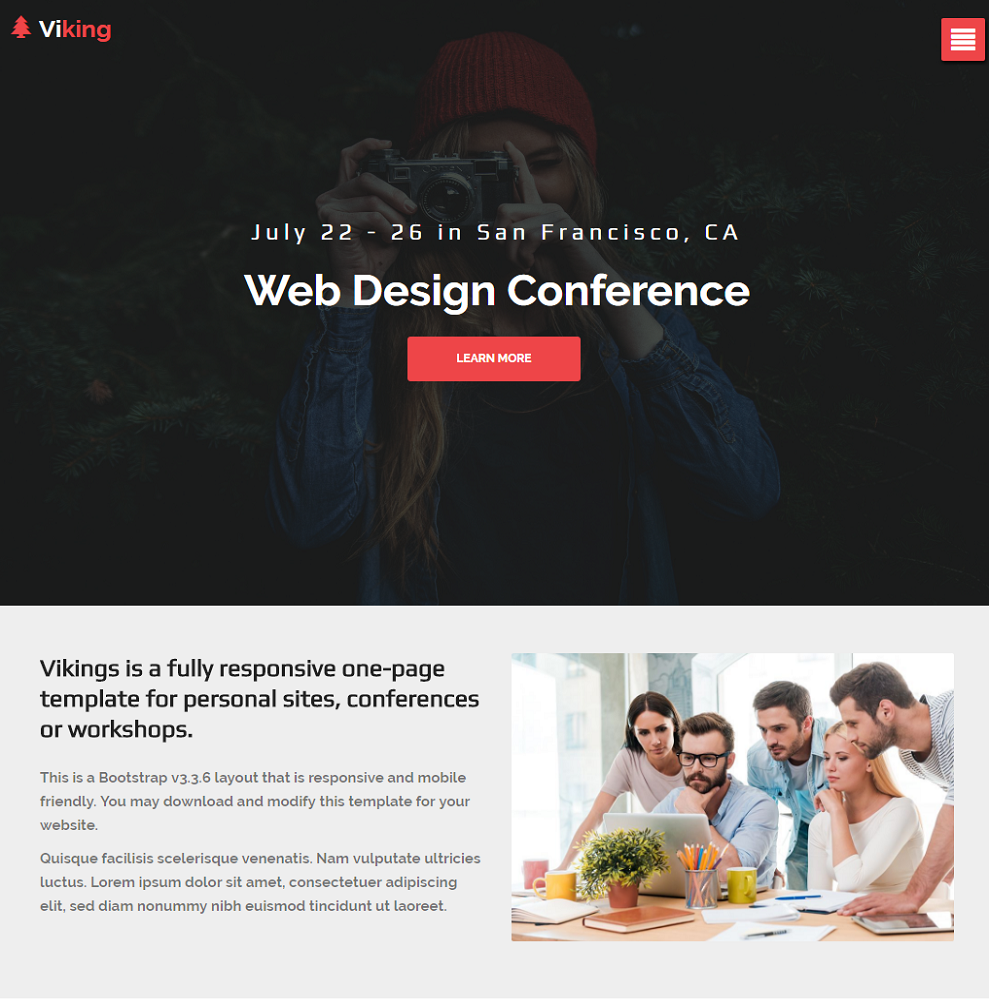 Viking
July 22 - 26 in San Francisco, CA
Web Design Conference
LEARN MORE
Vikings is a fully responsive one-page
template for personal sites, conferences
or workshops.
This is a Bootstrap v3.3.6 layout that is responsive and mobile
friendly. You may download and modify this template for your
website.
Quisque facilisis scelerisque venenatis. Nam vulputate ultricies
luctus. Lorem ipsum dolor sit amet, consectetuer adipiscing
elit, sed diam nonummy nibh euismod tincidunt ut laoreet.